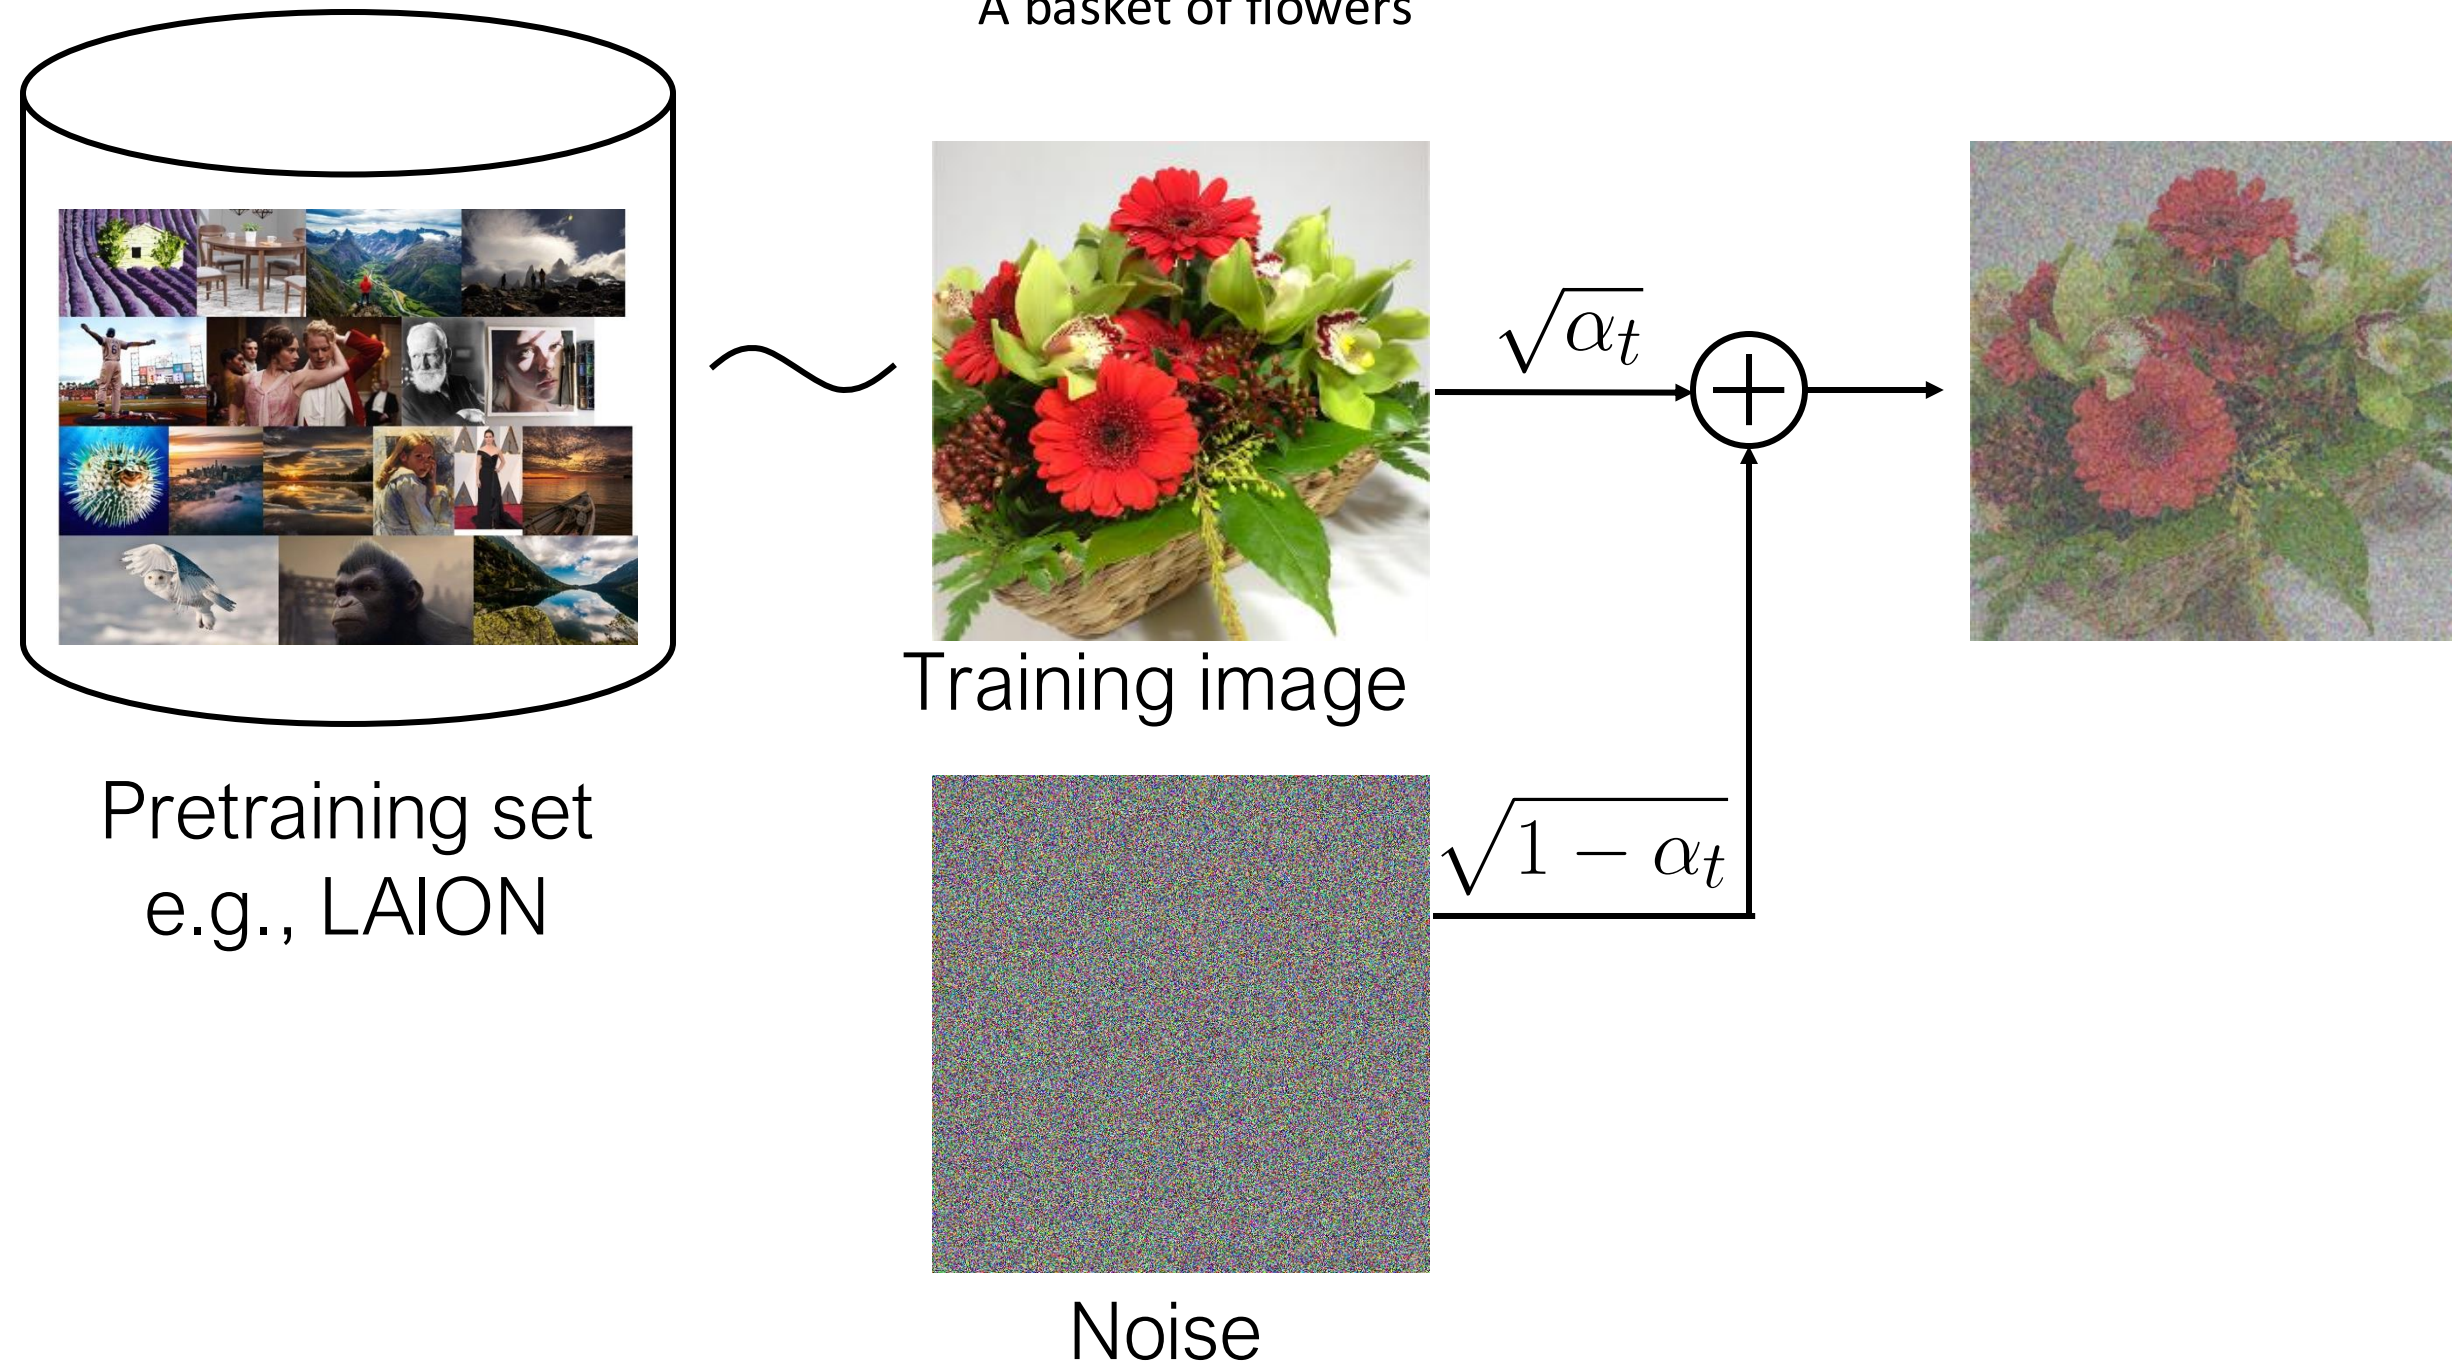 A basket of flowers
√αₜ
Training image
Pretraining set
e.g., LAION
√1 − αₜ
Noise